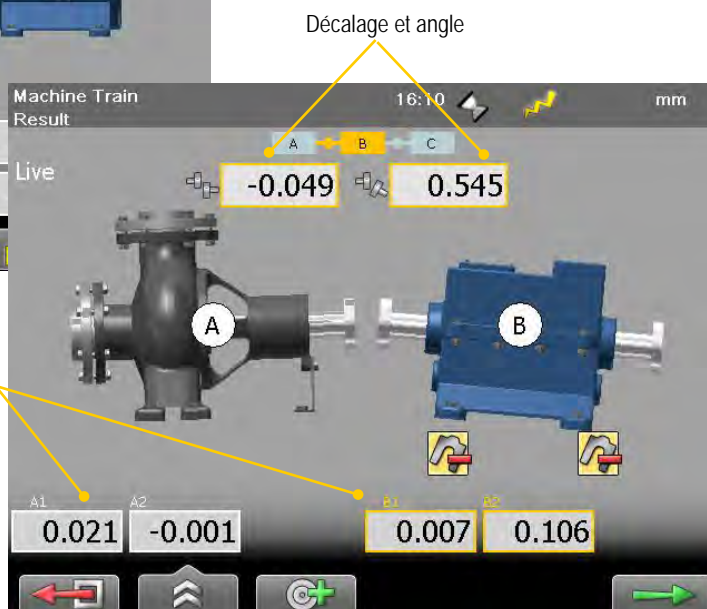 Décalage et angle
Machine Train
16:10
mm
Result
A B C
Live
-0.049 0.545
A
B
A1 A2 B1 B2
0.021 -0.001 0.007 0.106